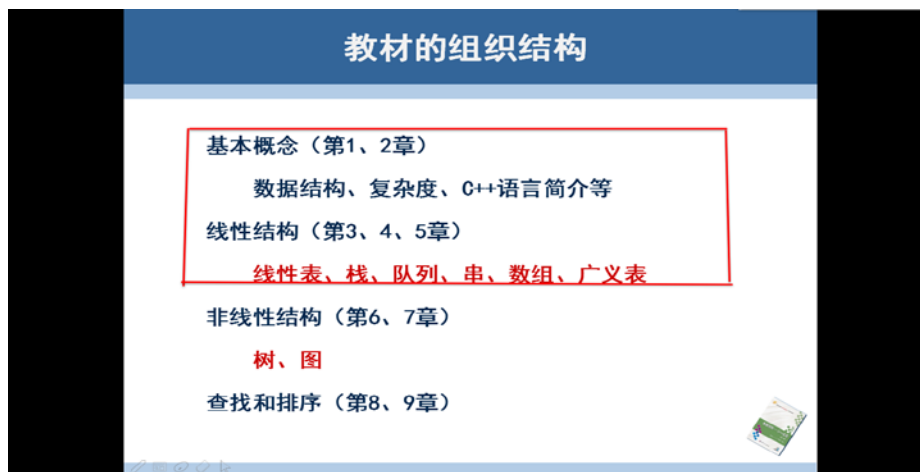 教材的组织结构
基本概念（第1、2章）
数据结构、复杂度、C++语言简介等
线性结构（第3、4、5章）
线性表、栈、队列、串、数组、广义表
非线性结构（第6、7章）
树、图
查找和排序（第8、9章）